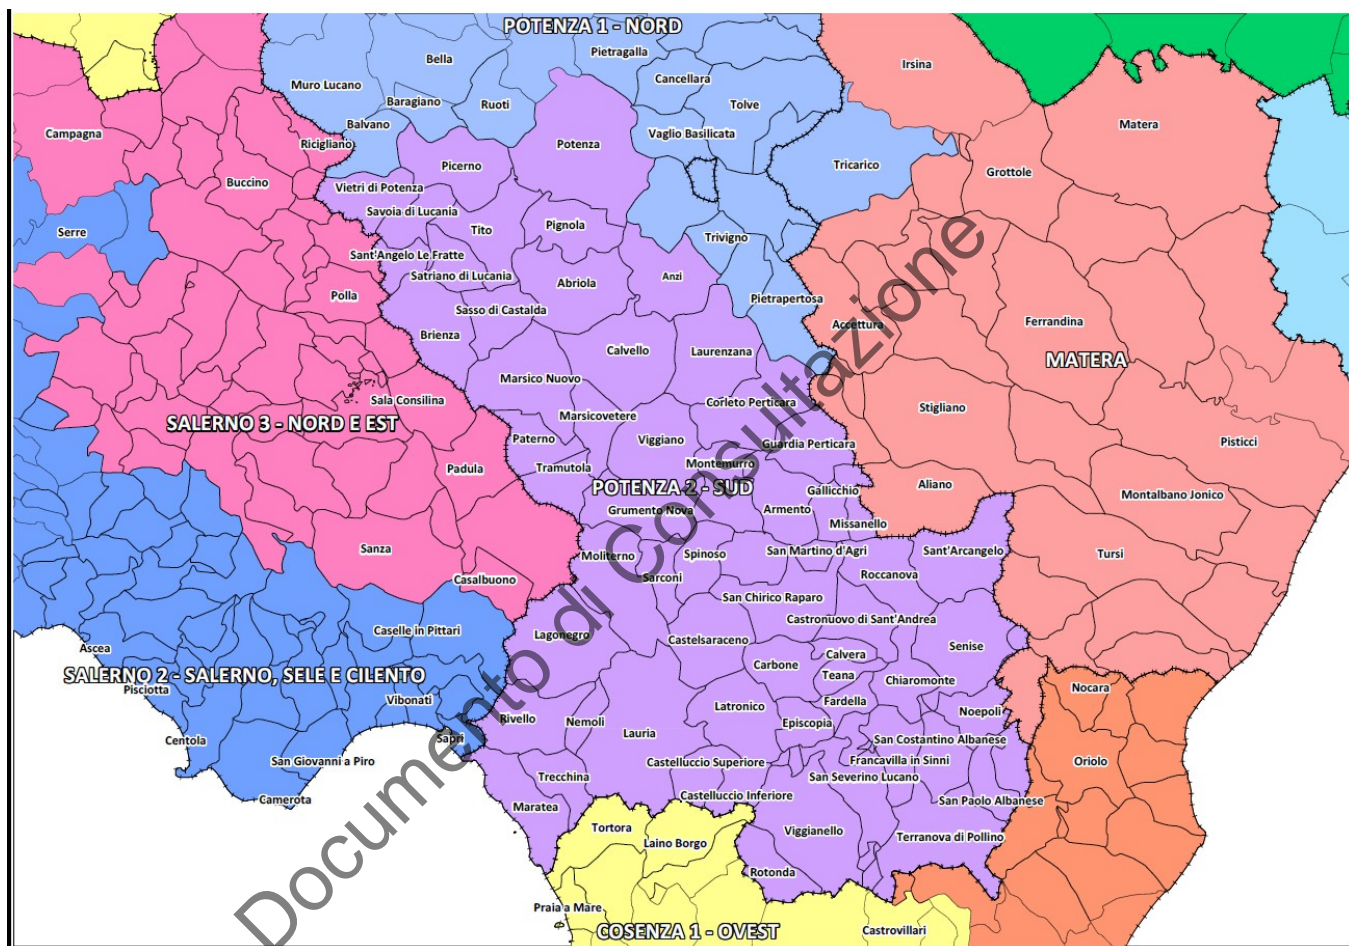 POTENZA 1 - NORD
Pietragalla
Bella
Irsina
Cancellara
Muro Lucano
Baragiano
Ruoti
Tolve
Balvano
Matera
Campagna
Vaglio Basilicata
Ricigliano
Potenza
Picerno
Tricarico
Grottole
Buccino
Vietri di Potenza
Savoia di Lucania
Serre
Tito
Pignola
Trivigno
Sant'Angelo Le Fratte
Satriano di Lucania
Abriola
Anzi
Polla
Pietrapertosa
Sasso di Castalda
Accettura
Ferrandina
Brienza
Calvello
Laurenzana
MATERA
Marsico Nuovo
Sala Consilina
Corleto Perticara
Stigliano
Marsicovetere
SALERNO 3 - NORD E EST
Paterno
Viggiano
Guardia Perticara
Pisticci
Padula
Tramutola
Montemurro
Aliano
POTENZA 2 - SUD
Gallicchio
Montalbano Jonico
Grumento Nova
Armento
Missanello
Sanza
Moliterno
Spinoso
San Martino d'Agri
Sant'Arcangelo
Tursi
Casalbuono
Sarconi
Roccanova
San Chirico Raparo
Castronuovo di Sant'Andrea
Caselle in Pittari
Lagonegro
Castelsaraceno
Senise
Ascea
Calvera
Carbone
Teana
Chiaromonte
SALERNO 2 - SALERNO, SELE E CILENTO
Pisciotta
Nocara
Vibonati
Fardella
Latronico
Noepoli
Rivello
Nemoli
Episcopia
Lauria
Sapri
Centola
San Costantino Albanese
San Giovanni a Piro
Castelluccio Superiore
Francavilla in Sinni
Oriolo
Trecchina
San Severino Lucano
Camerota
Maratea
Castelluccio Inferiore
San Paolo Albanese
Tortora
Viggianello
Terranova di Pollino
Laino Borgo
Rotonda
Praia a Mare
COSENZA 1 - OVEST
Castrovillari
Documento di Consultazione